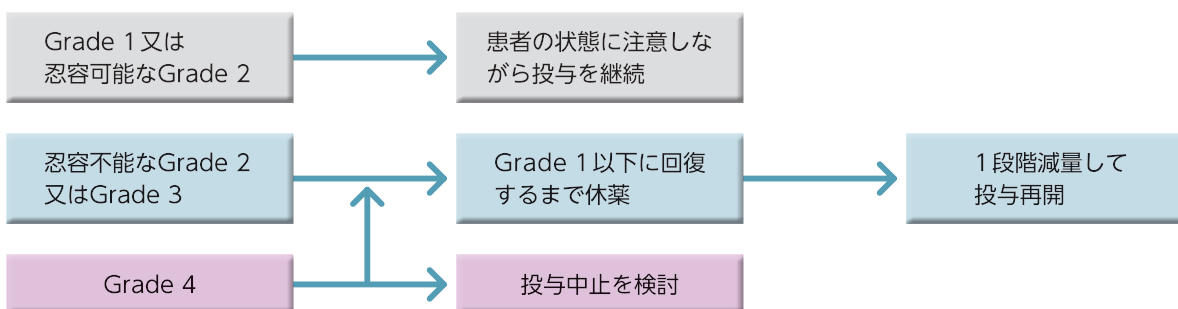 Grade 1又は
忍容可能なGrade 2
患者の状態に注意しな
がら投与を継続
忍容不能なGrade 2
又はGrade 3
Grade 1以下に回復
するまで休薬
1段階減量して
投与再開
Grade 4
投与中止を検討